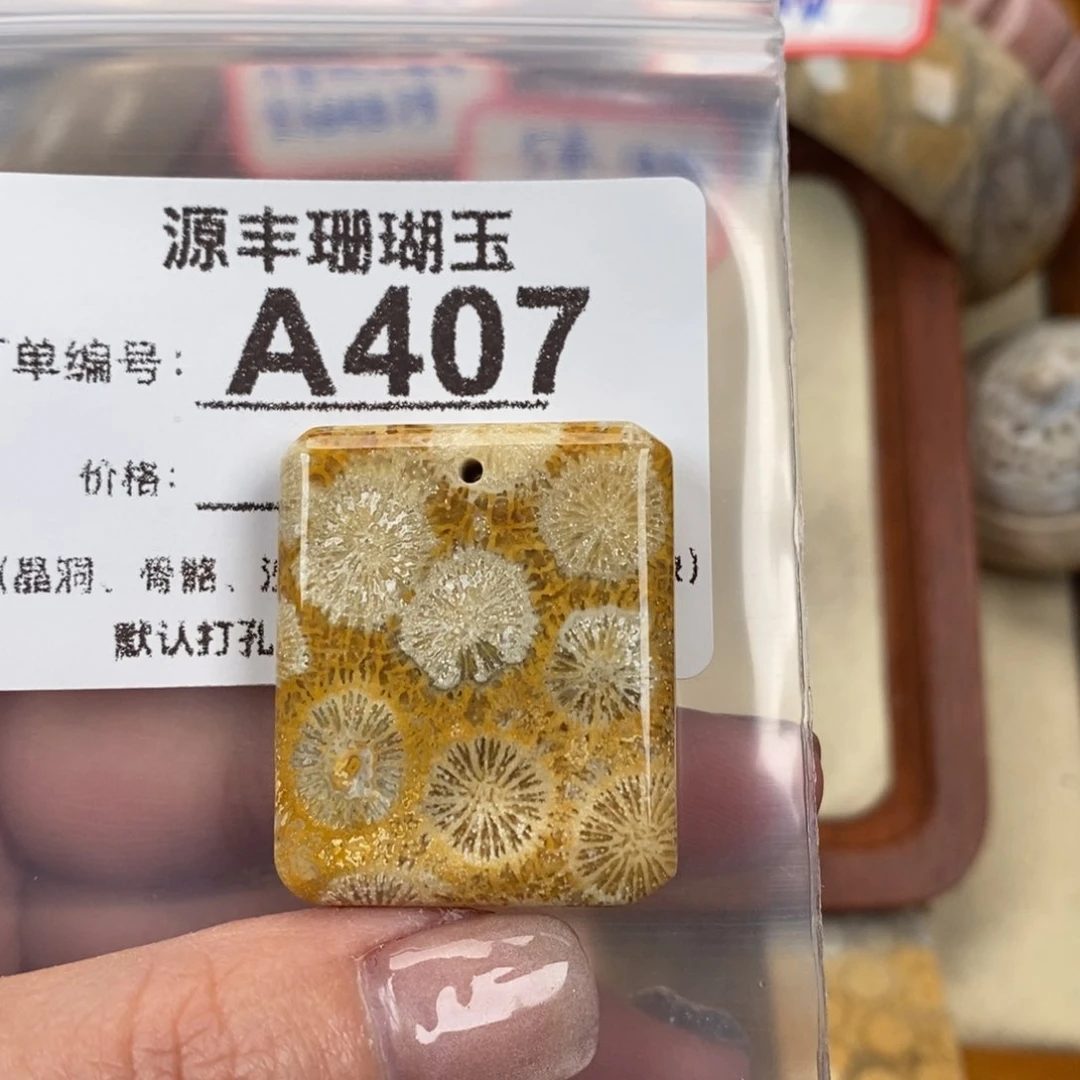 源丰珊瑚玉
单编号：A407
价格：
（晶洞、骨骼、
默认打孔